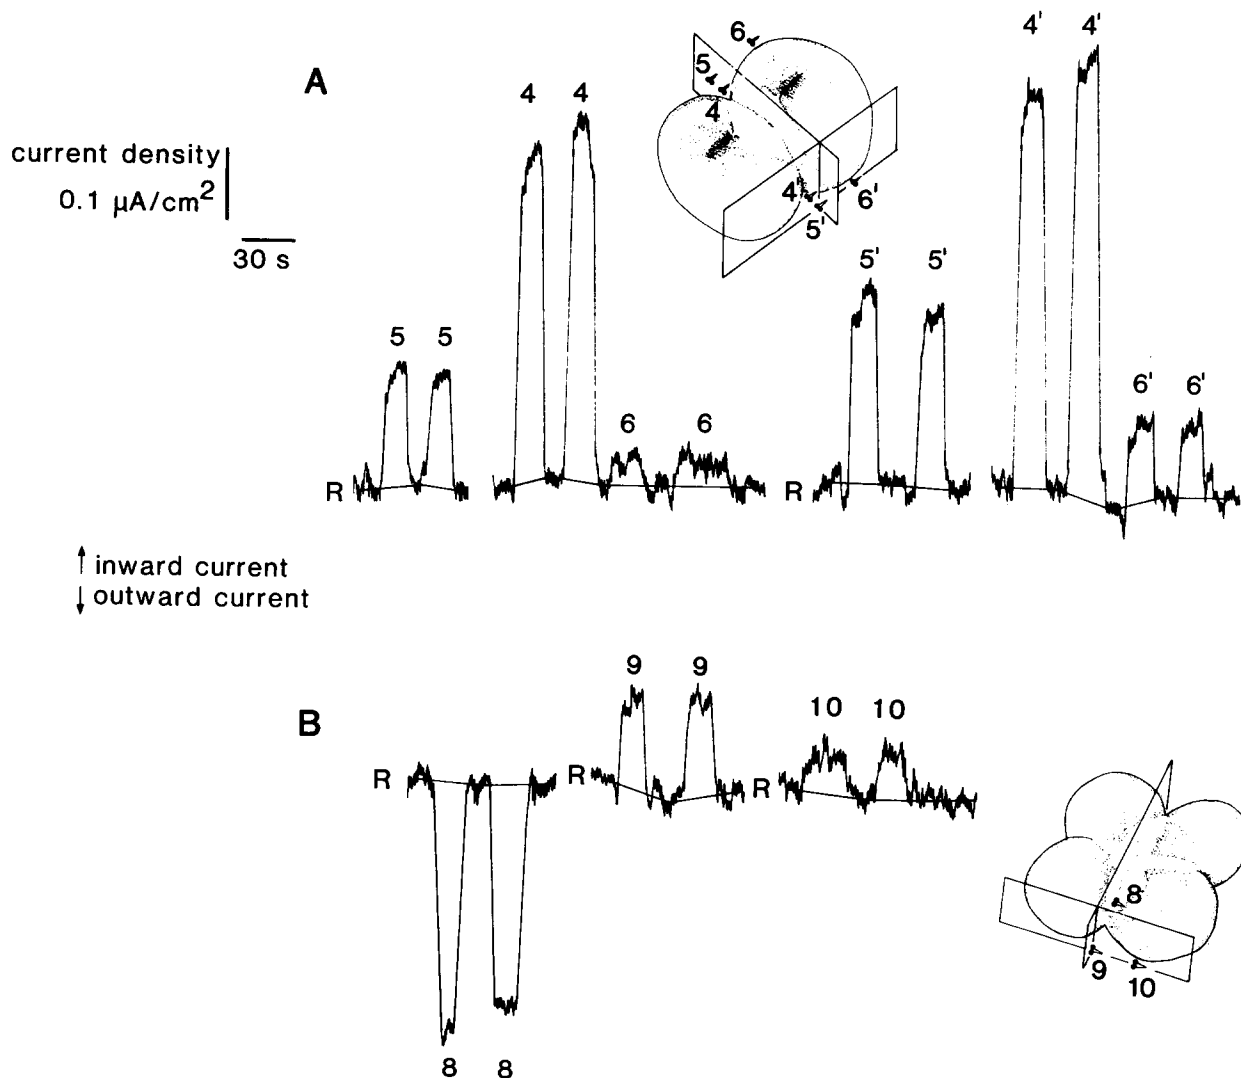 A
current density
0.1 µA/cm²
30 s
4 4
6
5
4
4'
5'
6'
4' 4'
5' 5'
5 5
6 6
6' 6'
R
R
↑ inward current
↓ outward current
B
9 9
10 10
R
R
R
8 8
8
9
10